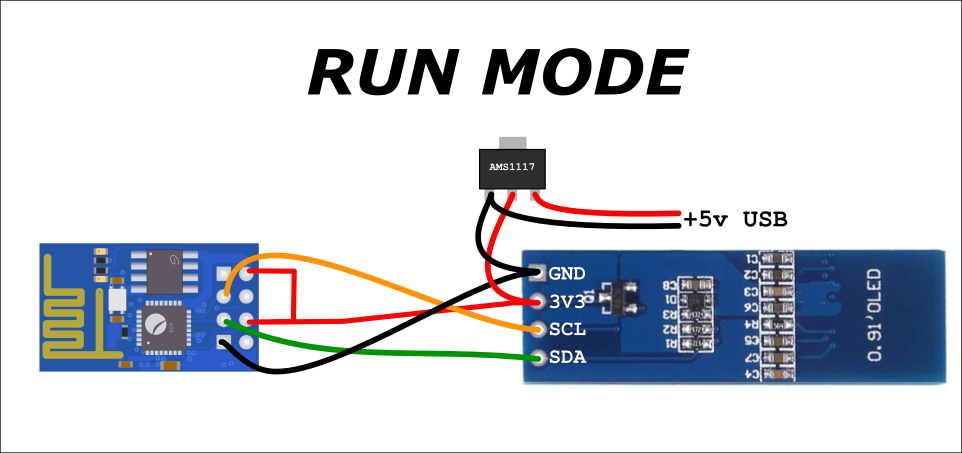 RUN MODE
AMS1117
+5v USB
GND
3V3
SCL
SDA
Q1
C8
D1
R3
R2
R1
C1
C2
C3
C6
R4
C5
C7
C4
0.91'OLED